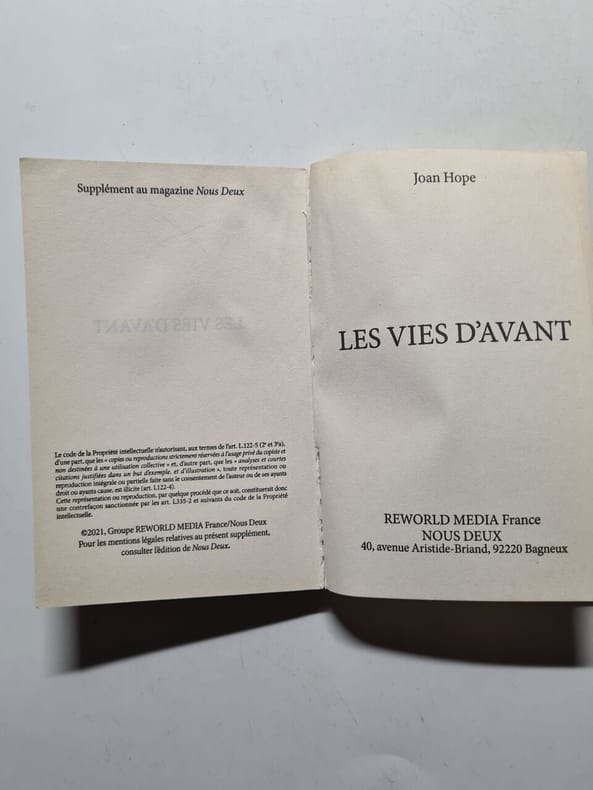 Supplément au magazine Nous Deux
LES VIES D'AVANT
Le code de la Propriété intellectuelle n'autorisant, aux termes de l'art. L.122-5 (2° et 3°a),
d'une part, que les « copies ou reproductions strictement réservées à l'usage privé du copiste et
non destinées à une utilisation collective » et, d'autre part, que les « analyses et courtes
citations justifiées dans un but d'exemple, et d'illustration », toute représentation ou
reproduction intégrale ou partielle faite sans le consentement de l'auteur ou de ses ayants
droit ou ayants cause, est illicite (art. L122-4).
Cette représentation ou reproduction, par quelque procédé que ce soit, constituerait donc
une contrefaçon sanctionnée par les art. L335-2 et suivants du code de la Propriété
intellectuelle.
©2021, Groupe REWORLD MEDIA France/Nous Deux
Pour les mentions légales relatives au présent supplément,
consulter l'édition de Nous Deux.
Joan Hope
LES VIES D'AVANT
REWORLD MEDIA France
NOUS DEUX
40, avenue Aristide-Briand, 92220 Bagneux